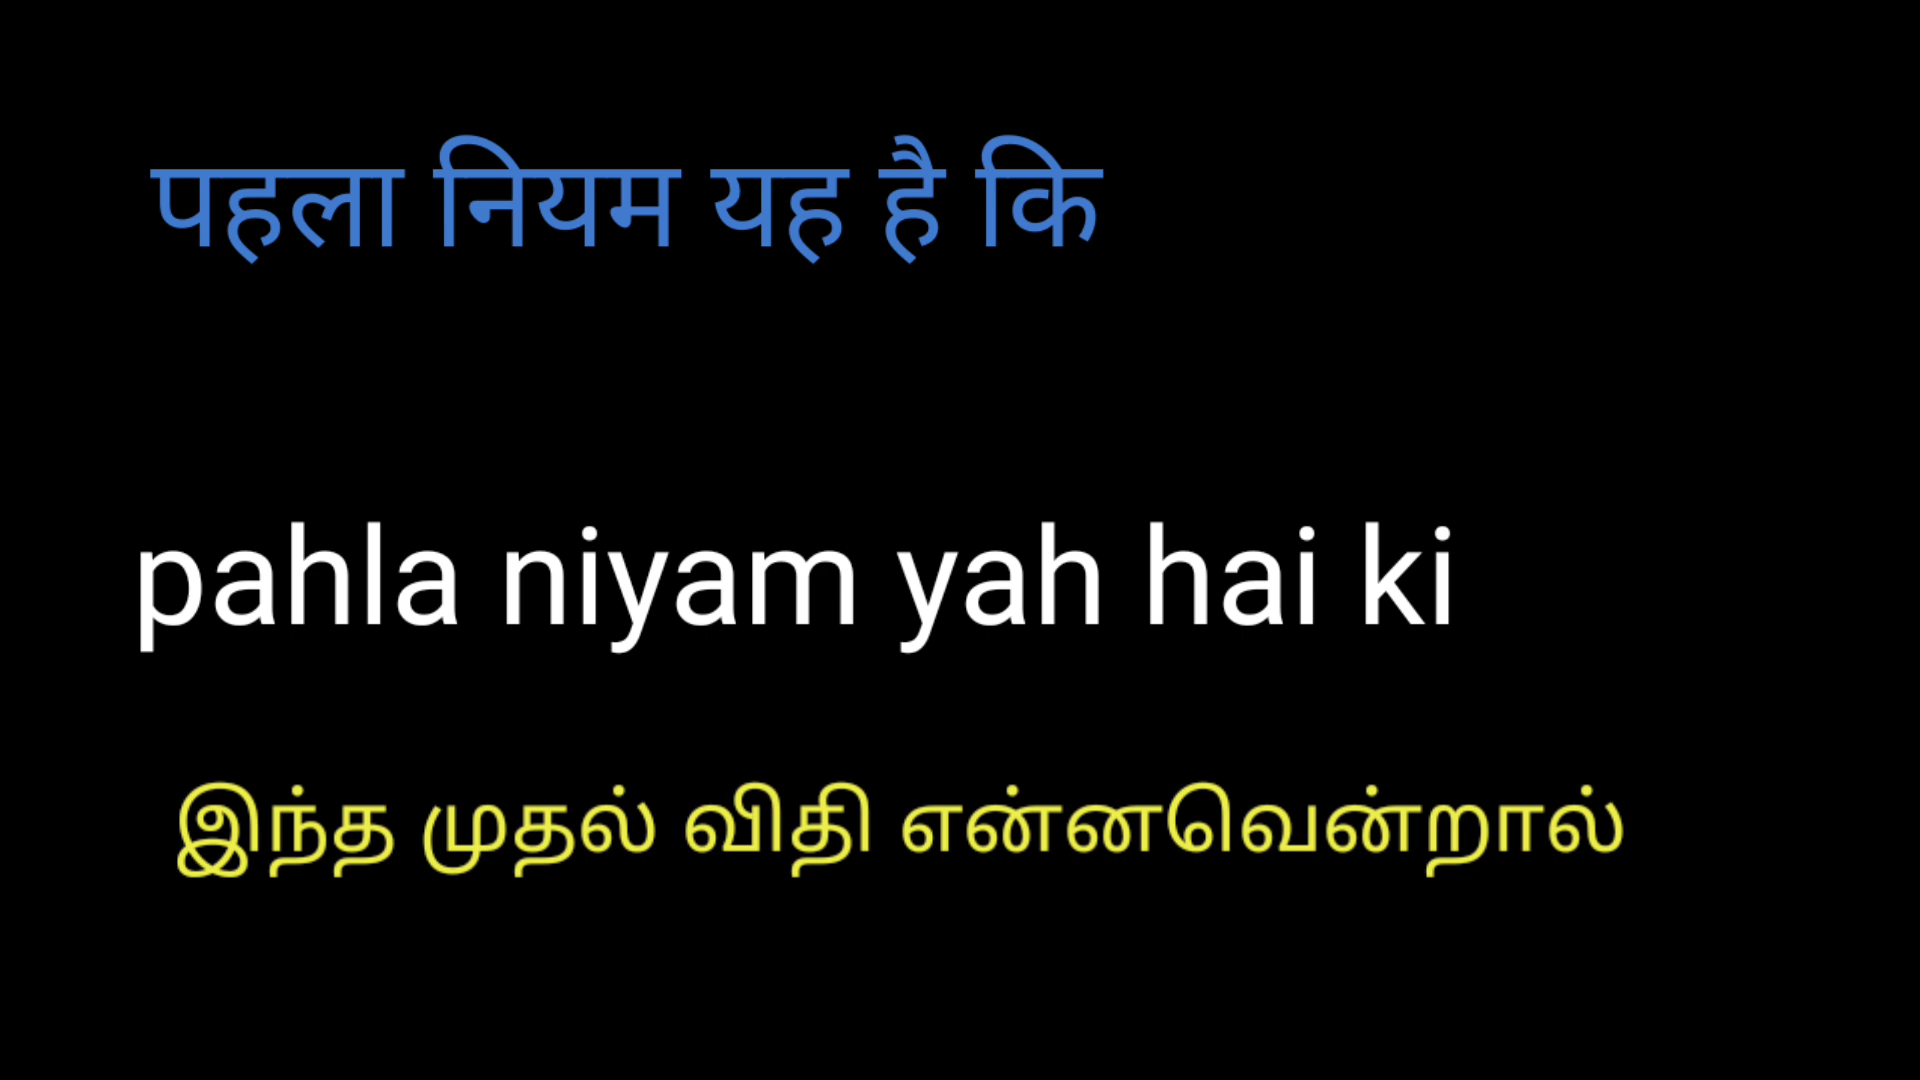 पहला नियम यह है कि
pahla niyam yah hai ki
இந்த முதல் விதி என்னவென்றால்